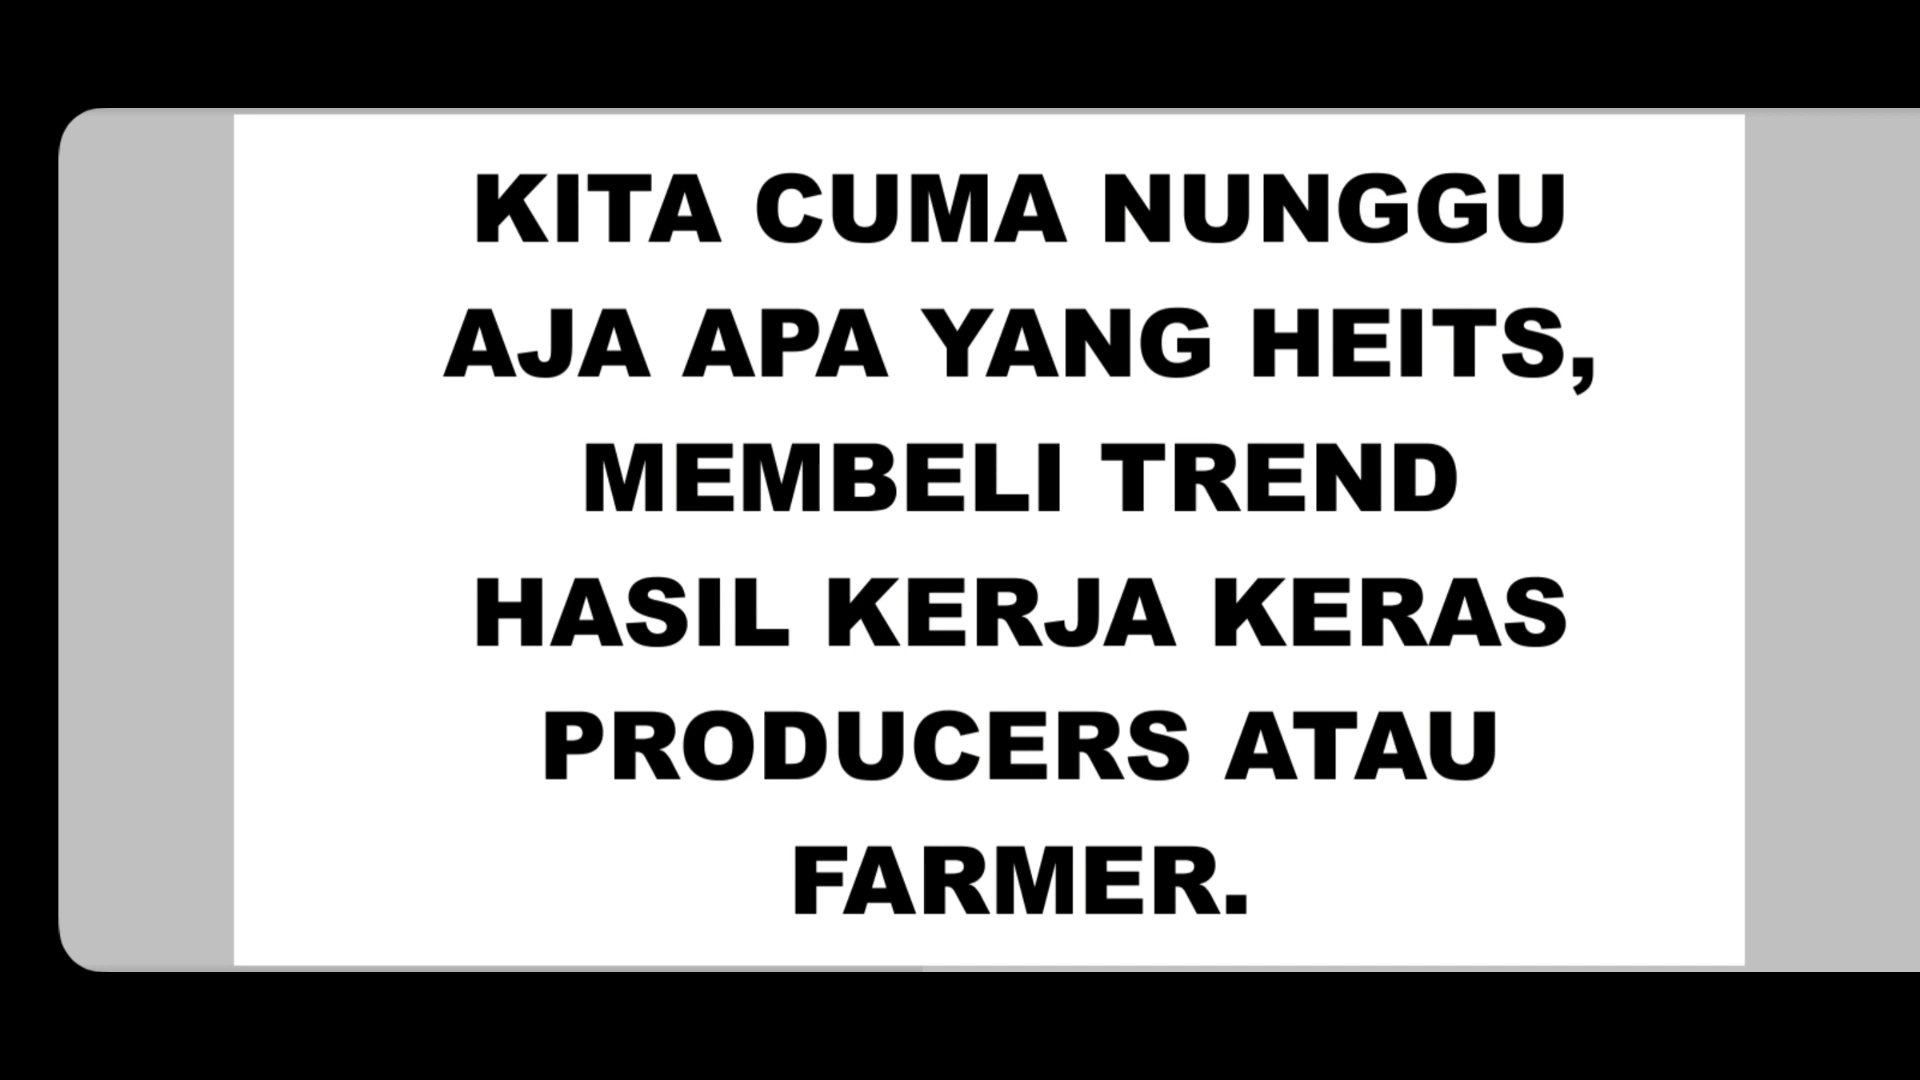 KITA CUMA NUNGGU
AJA APA YANG HEITS,
MEMBELI TREND
HASIL KERJA KERAS
PRODUCERS ATAU
FARMER.